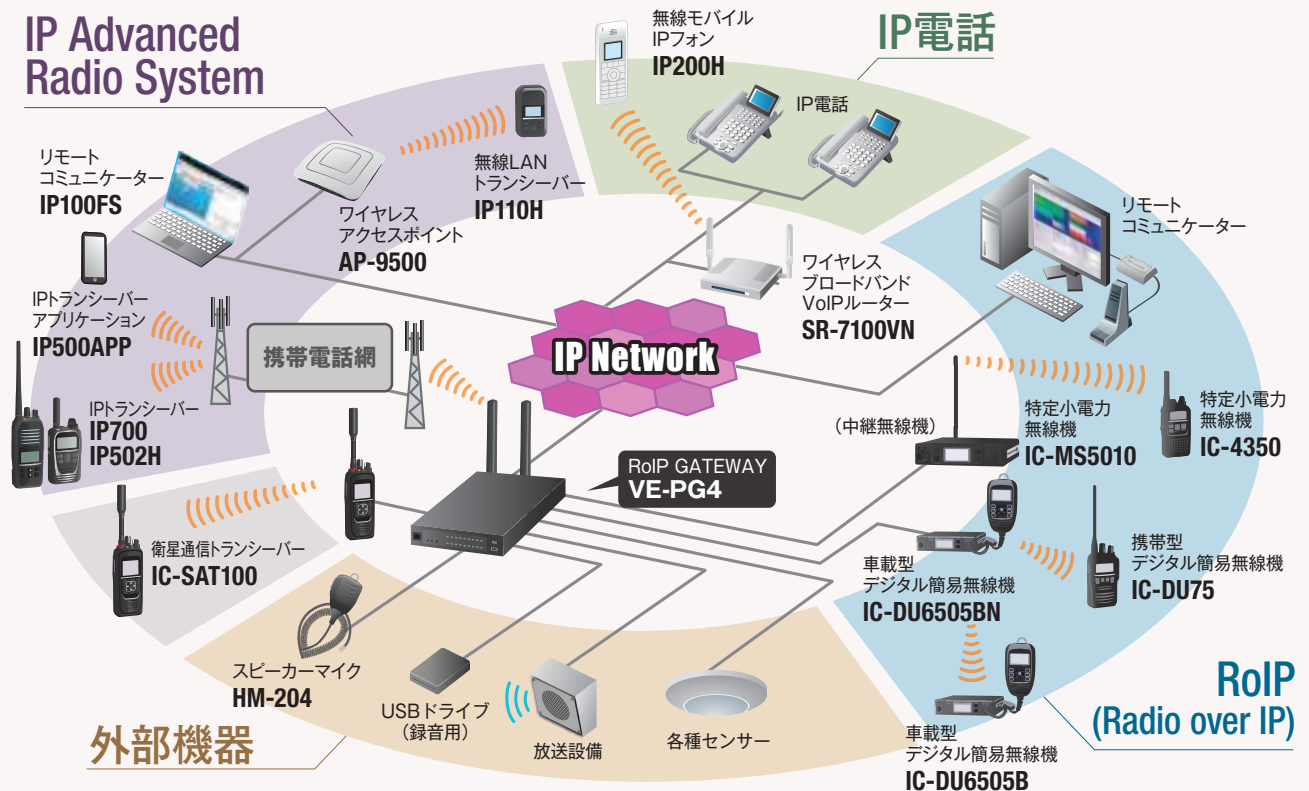 IP Advanced
Radio System
リモート
コミュニケーター
IP100FS
ワイヤレス
アクセスポイント
AP-9500
無線LAN
トランシーバー
IP110H
IPトランシーバー
アプリケーション
IP500APP
携帯電話網
IPトランシーバー
IP700
IP502H
衛星通信トランシーバー
IC-SAT100
IP電話
無線モバイル
IPフォン
IP200H
IP電話
ワイヤレス
ブロードバンド
VoIPルーター
SR-7100VN
IP Network
RoIP GATEWAY
VE-PG4
リモート
コミュニケーター
(中継無線機)
特定小電力
無線機
IC-MS5010
特定小電力
無線機
IC-4350
車載型
デジタル簡易無線機
IC-DU6505BN
携帯型
デジタル簡易無線機
IC-DU75
車載型
デジタル簡易無線機
IC-DU6505B
RoIP
(Radio over IP)
外部機器
スピーカーマイク
HM-204
USBドライブ
(録音用)
放送設備
各種センサー